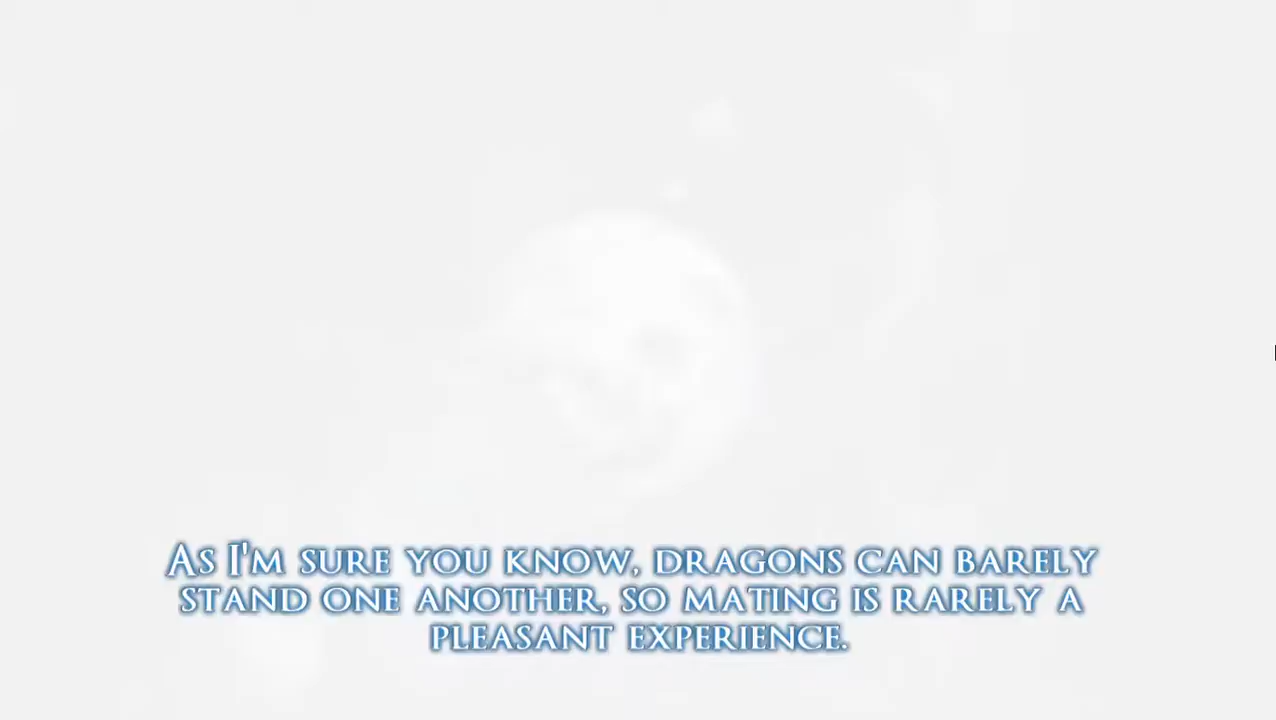 As I'm sure you know, dragons can barely
stand one another, so mating is rarely a
pleasant experience.